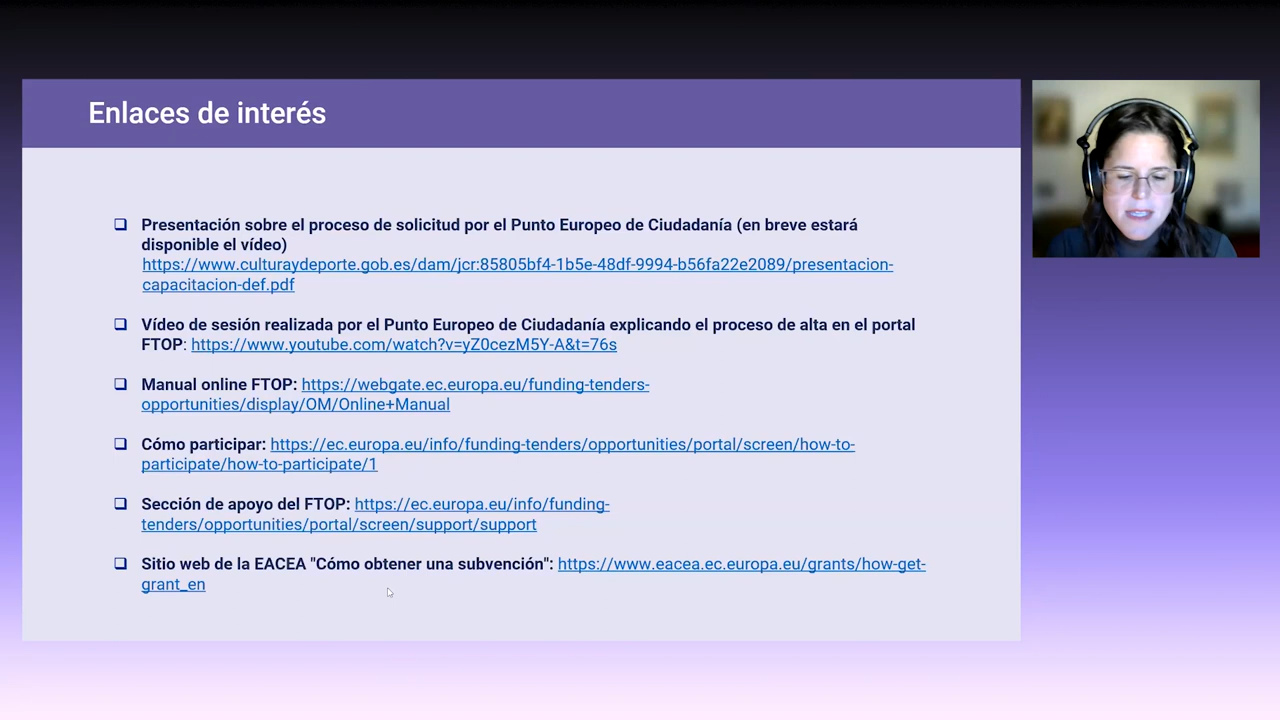 Enlaces de interés
Presentación sobre el proceso de solicitud por el Punto Europeo de Ciudadanía (en breve estará
disponible el vídeo)
https://www.culturaydeporte.gob.es/dam/jcr:85805bf4-1b5e-48df-9994-b56fa22e2089/presentacion-
capacitacion-def.pdf
Vídeo de sesión realizada por el Punto Europeo de Ciudadanía explicando el proceso de alta en el portal
FTOP: https://www.youtube.com/watch?v=yZ0cezM5Y-A&t=76s
Manual online FTOP: https://webgate.ec.europa.eu/funding-tenders-
opportunities/display/OM/Online+Manual
Cómo participar: https://ec.europa.eu/info/funding-tenders/opportunities/portal/screen/how-to-
participate/how-to-participate/1
Sección de apoyo del FTOP: https://ec.europa.eu/info/funding-
tenders/opportunities/portal/screen/support/support
Sitio web de la EACEA "Cómo obtener una subvención": https://www.eacea.ec.europa.eu/grants/how-get-
grant_en